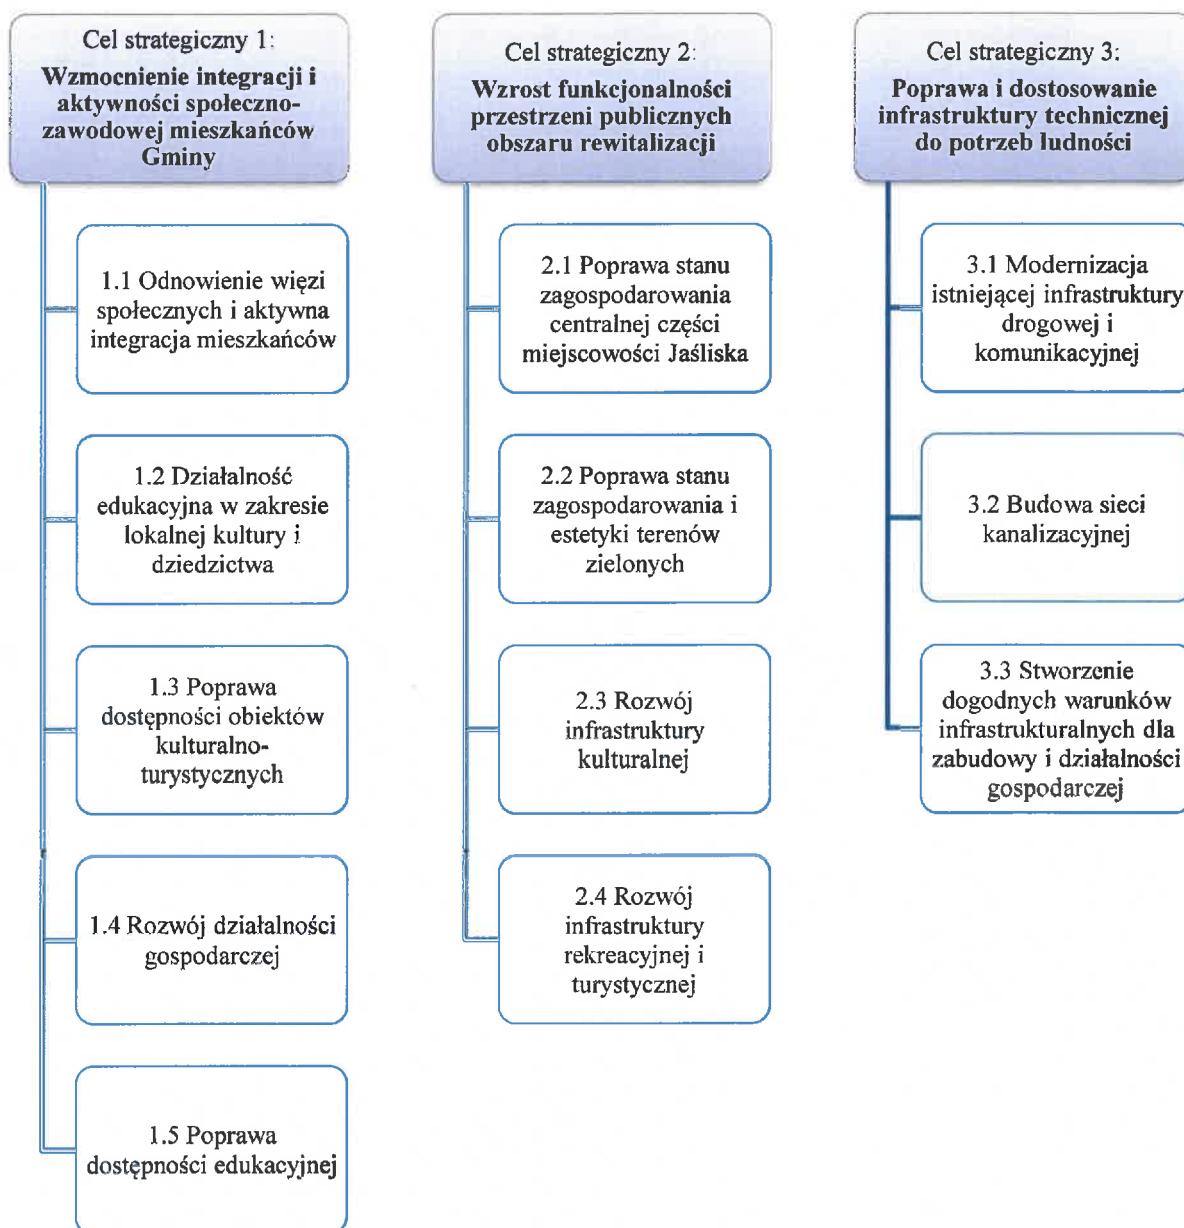 Cel strategiczny 1:
Wzmocnienie integracji i
aktywności społeczno-
zawodowej mieszkańców
Gminy
1.1 Odnowienie więzi
społecznych i aktywna
integracja mieszkańców
1.2 Działalność
edukacyjna w zakresie
lokalnej kultury i
dziedzictwa
1.3 Poprawa
dostępności obiektów
kulturalno-
turystycznych
1.4 Rozwój działalności
gospodarczej
1.5 Poprawa
dostępności edukacyjnej
Cel strategiczny 2:
Wzrost funkcjonalności
przestrzeni publicznych
obszaru rewitalizacji
2.1 Poprawa stanu
zagospodarowania
centralnej części
miejscowości Jaśliska
2.2 Poprawa stanu
zagospodarowania i
estetyki terenów
zielonych
2.3 Rozwój
infrastruktury
kulturalnej
2.4 Rozwój
infrastruktury
rekreacyjnej i
turystycznej
Cel strategiczny 3:
Poprawa i dostosowanie
infrastruktury technicznej
do potrzeb ludności
3.1 Modernizacja
istniejącej infrastruktury
drogowej i
komunikacyjnej
3.2 Budowa sieci
kanalizacyjnej
3.3 Stworzenie
dogodnych warunków
infrastrukturalnych dla
zabudowy i działalności
gospodarczej